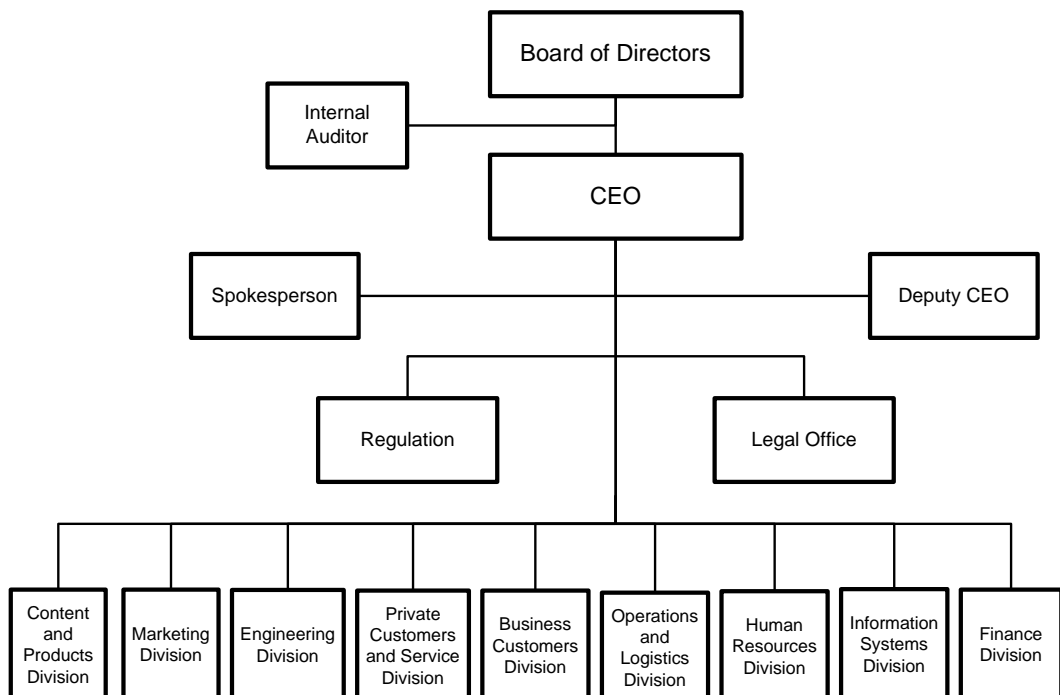 Board of Directors
Internal
Auditor
CEO
Spokesperson
Deputy CEO
Regulation
Legal Office
Content
and
Products
Division
Marketing
Division
Engineering
Division
Private
Customers
and Service
Division
Business
Customers
Division
Operations
and
Logistics
Division
Human
Resources
Division
Information
Systems
Division
Finance
Division